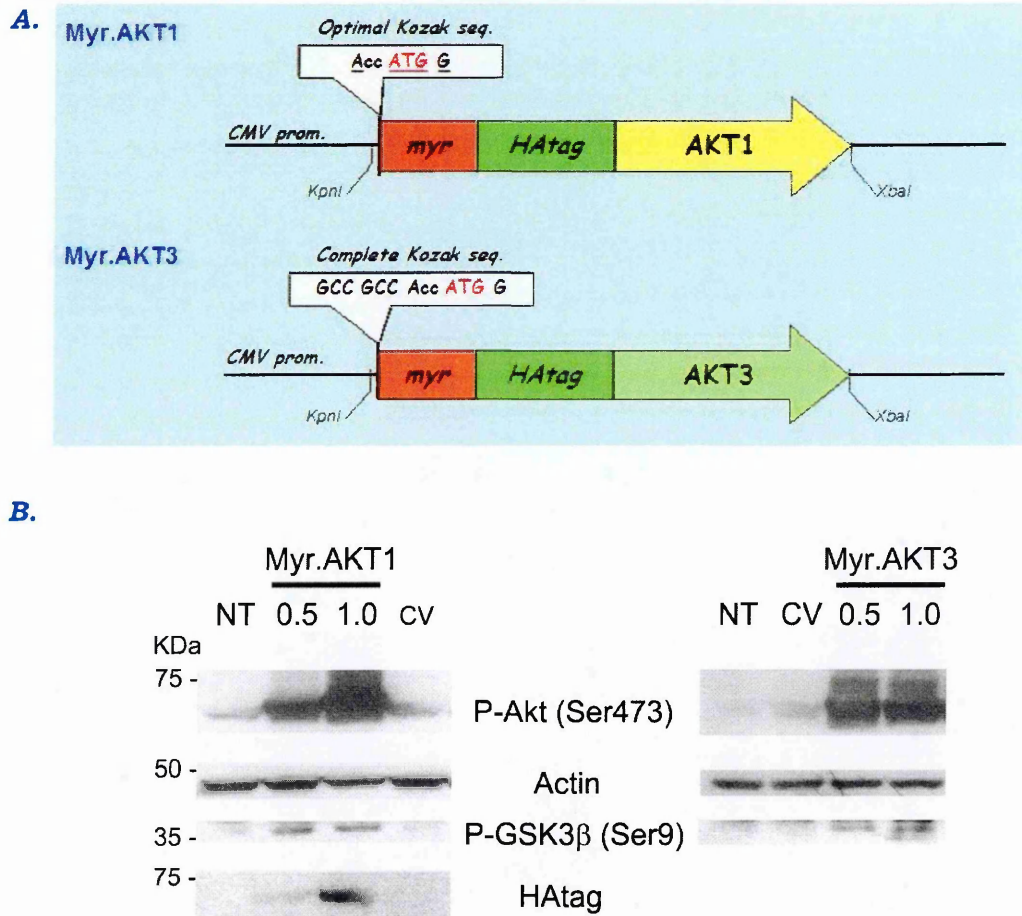 A.
Myr.AKT1
Optimal Kozak seq.
Acc ATG G
CMV prom.
myr
HAtag
AKT1
KpnI
XbaI
Myr.AKT3
Complete Kozak seq.
GCC GCC Acc ATG G
CMV prom.
myr
HAtag
AKT3
KpnI
XbaI
B.
Myr.AKT1
Myr.AKT3
NT 0.5 1.0 CV
NT CV 0.5 1.0
KDa
75 -
P-Akt (Ser473)
50 -
Actin
35 -
P-GSK3β (Ser9)
75 -
HAtag